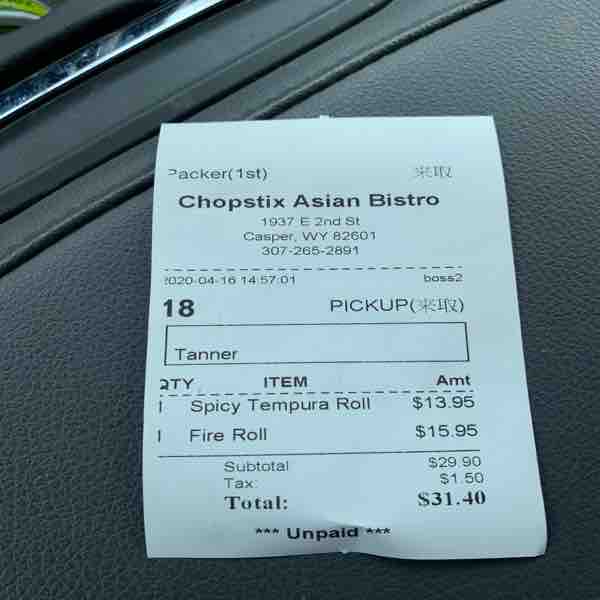 Packer(1st) 来取
Chopstix Asian Bistro
1937 E 2nd St
Casper, WY 82601
307-265-2891
2020-04-16 14:57:01 boss2
18 PICKUP(来取)
Tanner
QTY ITEM Amt
1 Spicy Tempura Roll $13.95
1 Fire Roll $15.95
Subtotal $29.90
Tax: $1.50
Total: $31.40
*** Unpaid ***